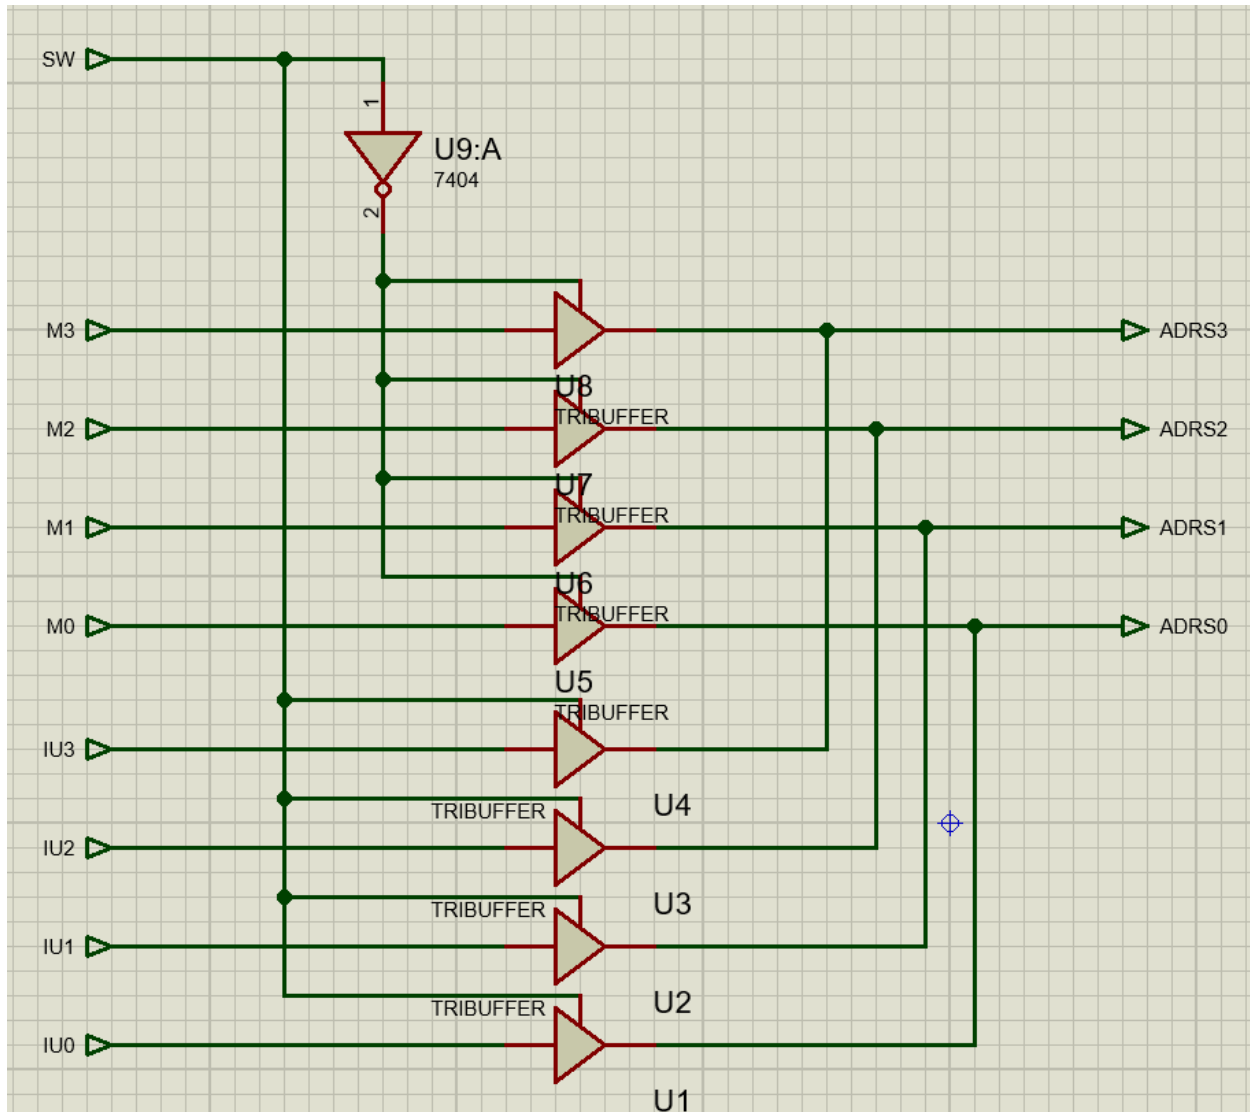 SW
1
U9:A
7404
2
M3
ADRS3
U8
TRIBUFFER
M2
ADRS2
U7
TRIBUFFER
M1
ADRS1
U6
TRIBUFFER
M0
ADRS0
U5
TRIBUFFER
IU3
U4
TRIBUFFER
IU2
U3
TRIBUFFER
IU1
U2
TRIBUFFER
IU0
U1